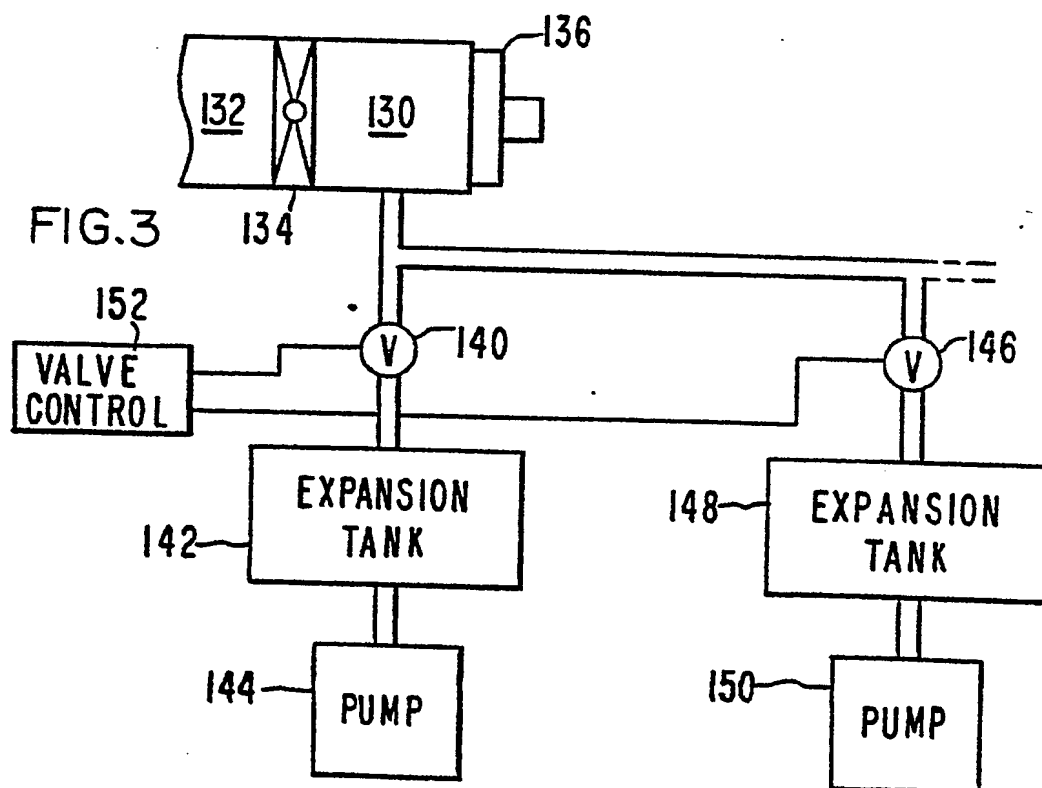 136
132
130
134
FIG.3
152
VALVE
CONTROL
V
140
V
146
EXPANSION
TANK
142
EXPANSION
TANK
148
PUMP
144
PUMP
150